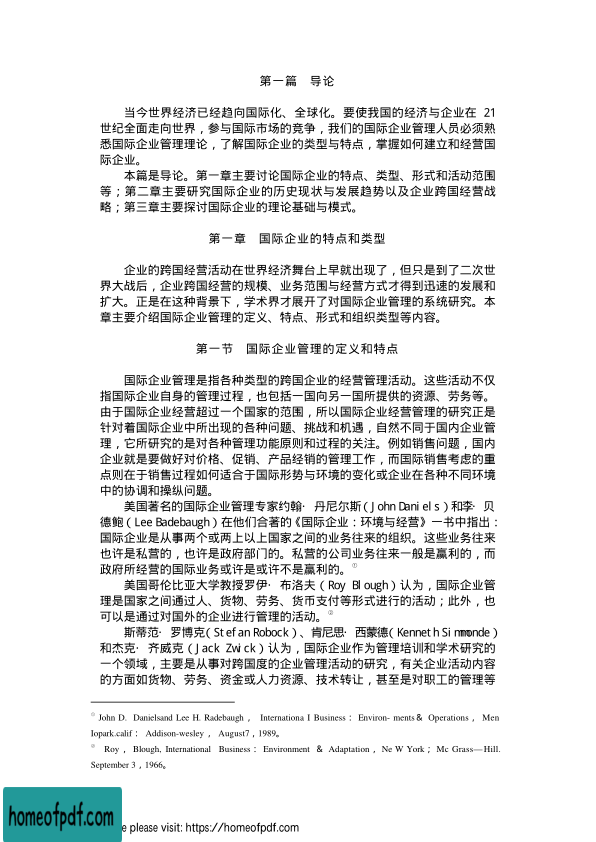 第一篇　导论
当今世界经济已经趋向国际化、全球化。要使我国的经济与企业在 21
世纪全面走向世界，参与国际市场的竞争，我们的国际企业管理人员必须熟
悉国际企业管理理论，了解国际企业的类型与特点，掌握如何建立和经营国
际企业。
本篇是导论。第一章主要讨论国际企业的特点、类型、形式和活动范围
等；第二章主要研究国际企业的历史现状与发展趋势以及企业跨国经营战
略；第三章主要探讨国际企业的理论基础与模式。
第一章　国际企业的特点和类型
企业的跨国经营活动在世界经济舞台上早就出现了，但只是到了二次世
界大战后，企业跨国经营的规模、业务范围与经营方式才得到迅速的发展和
扩大。正是在这种背景下，学术界才展开了对国际企业管理的系统研究。本
章主要介绍国际企业管理的定义、特点、形式和组织类型等内容。
第一节　国际企业管理的定义和特点
国际企业管理是指各种类型的跨国企业的经营管理活动。这些活动不仅
指国际企业自身的管理过程，也包括一国向另一国所提供的资源、劳务等。
由于国际企业经营超过一个国家的范围，所以国际企业经营管理的研究正是
针对着国际企业中所出现的各种问题、挑战和机遇，自然不同于国内企业管
理，它所研究的是对各种管理功能原则和过程的关注。例如销售问题，国内
企业就是要做好对价格、促销、产品经销的管理工作，而国际销售考虑的重
点则在于销售过程如何适合于国际形势与环境的变化或企业在各种不同环境
中的协调和操纵问题。
美国著名的国际企业管理专家约翰·丹尼尔斯（John Daniels）和李·贝
德鲍（Lee Badebaugh）在他们合著的《国际企业：环境与经营》一书中指出：
国际企业是从事两个或两上以上国家之间的业务往来的组织。这些业务往来
也许是私营的，也许是政府部门的。私营的公司业务往来一般是赢利的，而
政府所经营的国际业务或许是或许不是赢利的。①
美国哥伦比亚大学教授罗伊·布洛夫（Roy Blough）认为，国际企业管
理是国家之间通过人、货物、劳务、货币支付等形式进行的活动；此外，也
可以是通过对国外的企业进行管理的活动。②
斯蒂范·罗博克（Stefan Robock）、肯尼思·西蒙德（Kenneth Sinmmonde）
和杰克·齐威克（Jack Zwick）认为，国际企业作为管理培训和学术研究的
一个领域，主要是从事对跨国度的企业管理活动的研究，有关企业活动内容
的方面如货物、劳务、资金或人力资源、技术转让，甚至是对职工的管理等
① John D. Danielsand Lee H. Radebaugh， Internationa I Business： Environ- ments＆ Operations， Men
Iopark.calif： Addison-wesley， August7，1989。
② Roy， Blough, International Business：Environment ＆ Adaptation，Ne W York；Mc Grass—Hill.
September 3，1966。
homeofpdf.com
e please visit: https://homeofpdf.com